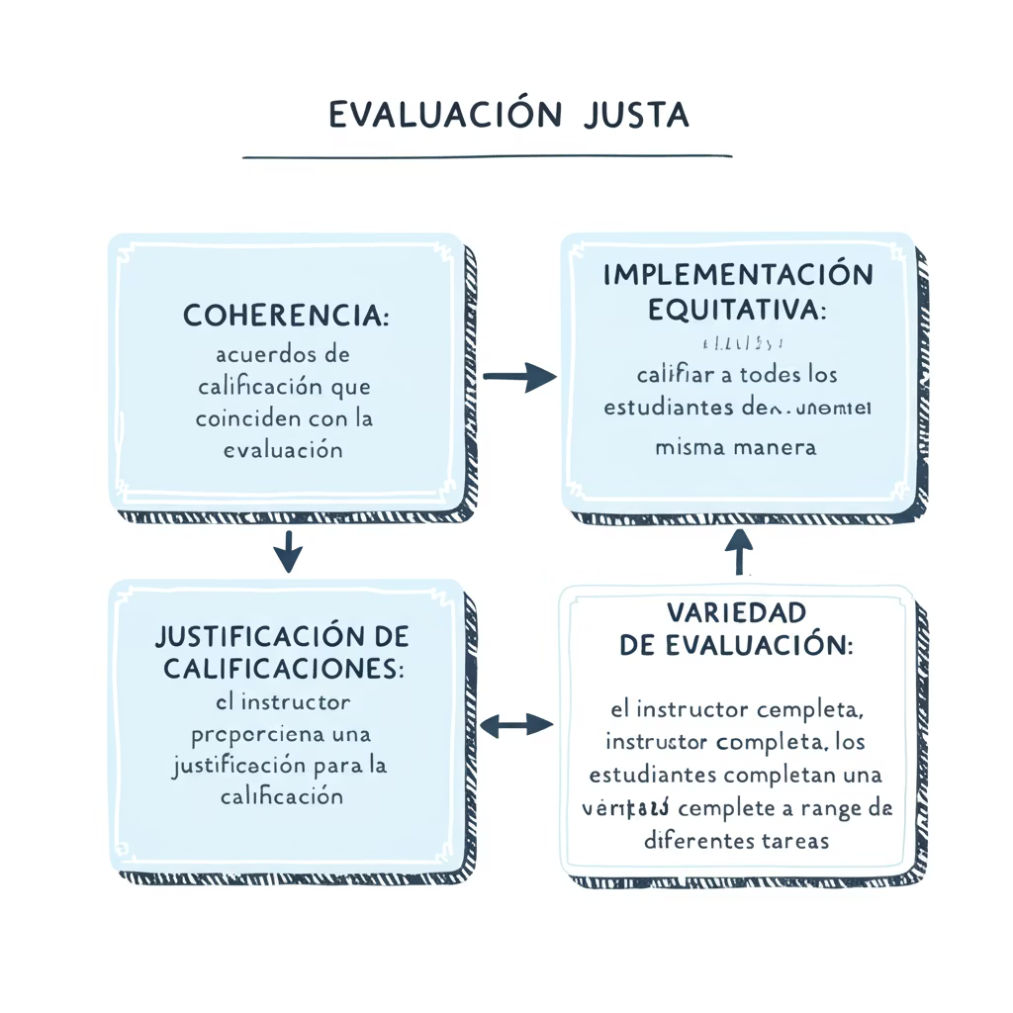 EVALUACIÓN JUSTA
COHERENCIA:
acuerdos de
calificación que
coinciden con la
evaluación
IMPLEMENTACIÓN
EQUITATIVA:
califiar a todes los
estudiantes
misma manera
JUSTIFICACIÓN DE
CALIFICACIONES:
el instructor
preporciena una
justificación para la
calificación
VARIEDAD
DE EVALUACIÓN:
el instructor cempleta,
instrustor completa, los
estudiantes completan una
cemplete a range de
diferentes tareas